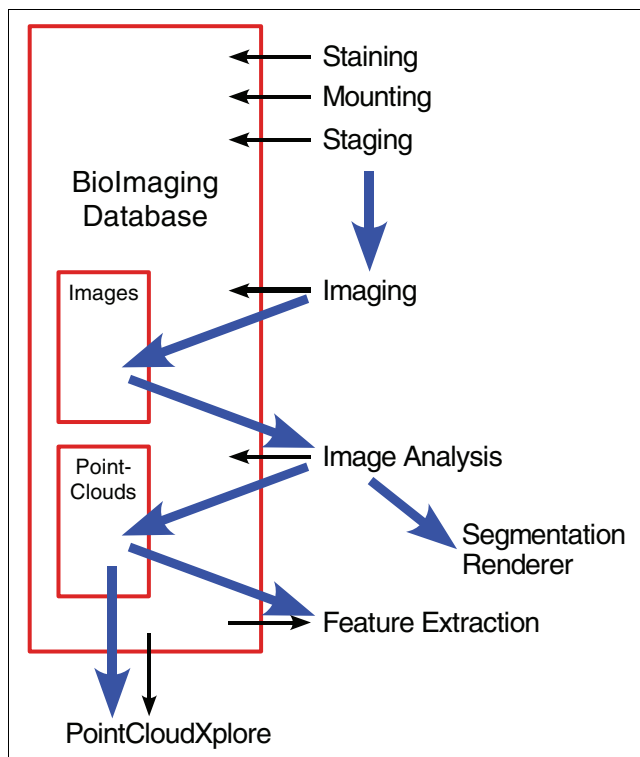 Staining
Mounting
Staging
BioImaging
Database
Images
Imaging
Point-
Clouds
Image Analysis
Segmentation
Renderer
Feature Extraction
PointCloudXplore